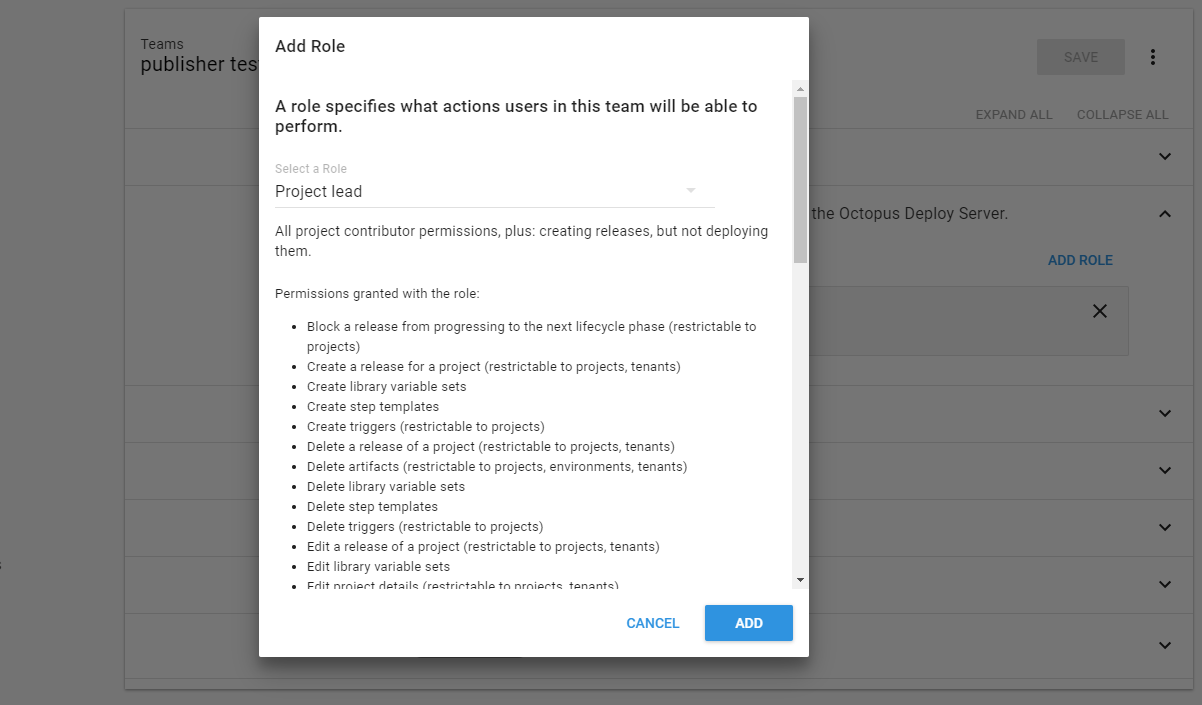 Teams
publisher tes
SAVE
EXPAND ALL COLLAPSE ALL
the Octopus Deploy Server.
ADD ROLE
Add Role
A role specifies what actions users in this team will be able to
perform.
Select a Role
Project lead
All project contributor permissions, plus: creating releases, but not deploying
them.
Permissions granted with the role:
Block a release from progressing to the next lifecycle phase (restrictable to
projects)
Create a release for a project (restrictable to projects, tenants)
Create library variable sets
Create step templates
Create triggers (restrictable to projects)
Delete a release of a project (restrictable to projects, tenants)
Delete artifacts (restrictable to projects, environments, tenants)
Delete library variable sets
Delete step templates
Delete triggers (restrictable to projects)
Edit a release of a project (restrictable to projects, tenants)
Edit library variable sets
Edit project details (restrictable to projects, tenants)
CANCEL ADD